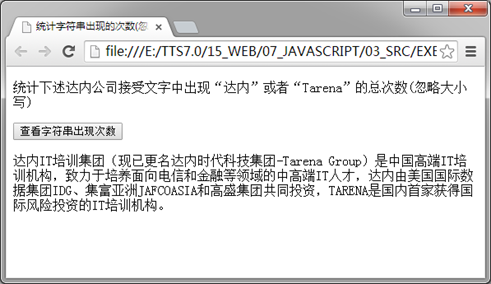 统计字符串出现的次数(忽
file:///E:/TTS7.0/15_WEB/07_JAVASCRIPT/03_SRC/EXE
统计下述达内公司接受文字中出现“达内”或者“Tarena”的总次数(忽略大小
写)
查看字符串出现次数
达内IT培训集团（现已更名达内时代科技集团-Tarena Group）是中国高端IT培
训机构，致力于培养面向电信和金融等领域的中高端IT人才，达内由美国国际数
据集团IDG、集富亚洲JAFCOASIA和高盛集团共同投资，TARENA是国内首家获得国
际风险投资的IT培训机构。